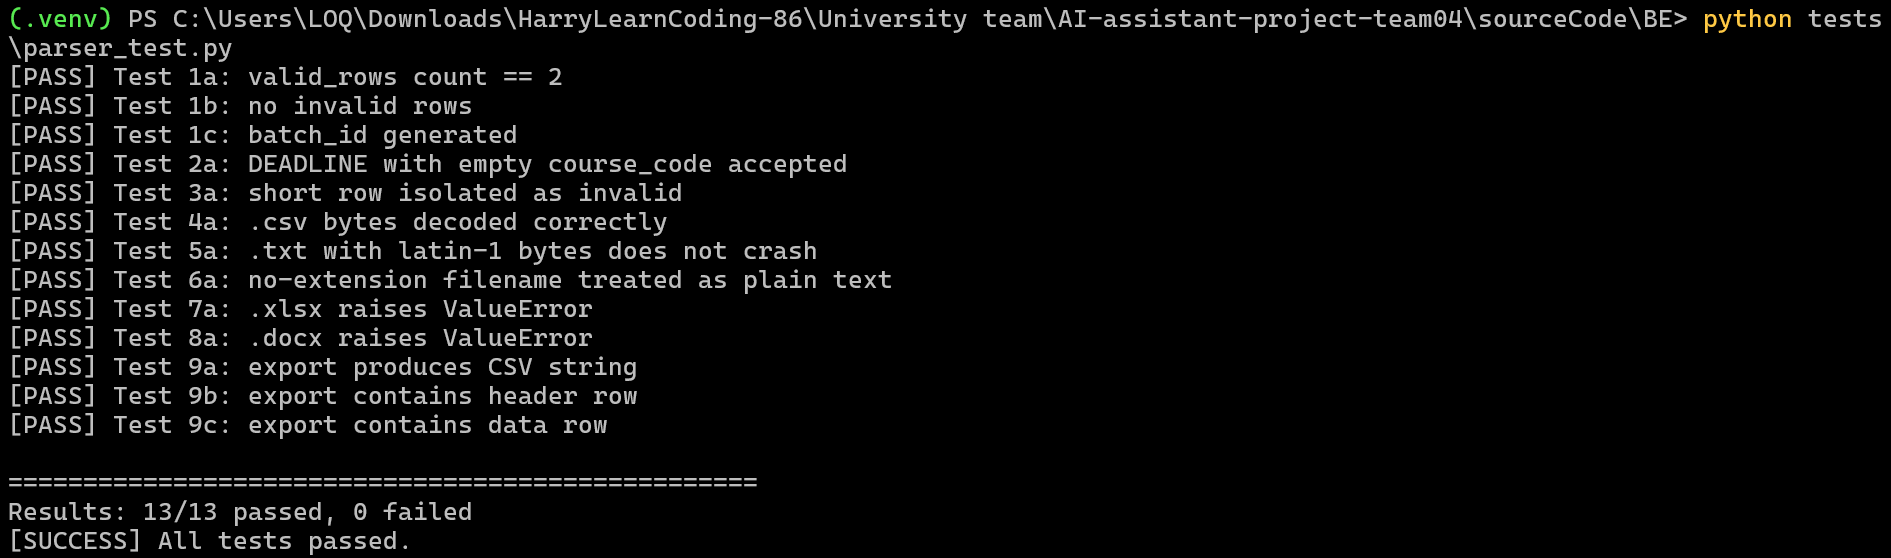 (.venv) PS C:\Users\LOQ\Downloads\HarryLearnCoding-86\University team\AI-assistant-project-team04\sourceCode\BE> python tests
\parser_test.py
[PASS] Test 1a: valid_rows count == 2
[PASS] Test 1b: no invalid rows
[PASS] Test 1c: batch_id generated
[PASS] Test 2a: DEADLINE with empty course_code accepted
[PASS] Test 3a: short row isolated as invalid
[PASS] Test 4a: .csv bytes decoded correctly
[PASS] Test 5a: .txt with latin-1 bytes does not crash
[PASS] Test 6a: no-extension filename treated as plain text
[PASS] Test 7a: .xlsx raises ValueError
[PASS] Test 8a: .docx raises ValueError
[PASS] Test 9a: export produces CSV string
[PASS] Test 9b: export contains header row
[PASS] Test 9c: export contains data row

==================================================
Results: 13/13 passed, 0 failed
[SUCCESS] All tests passed.